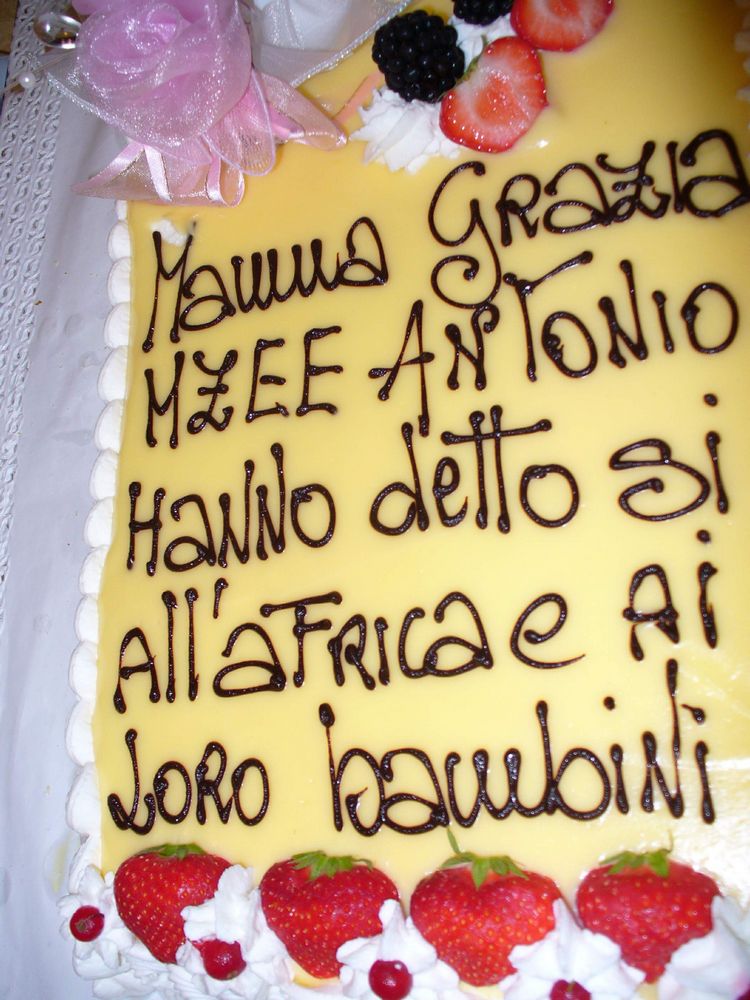 Mamma Grazia
MZEE ANTONIO
HANNO detto si
All'AFRICA e Ai
LORO bambini